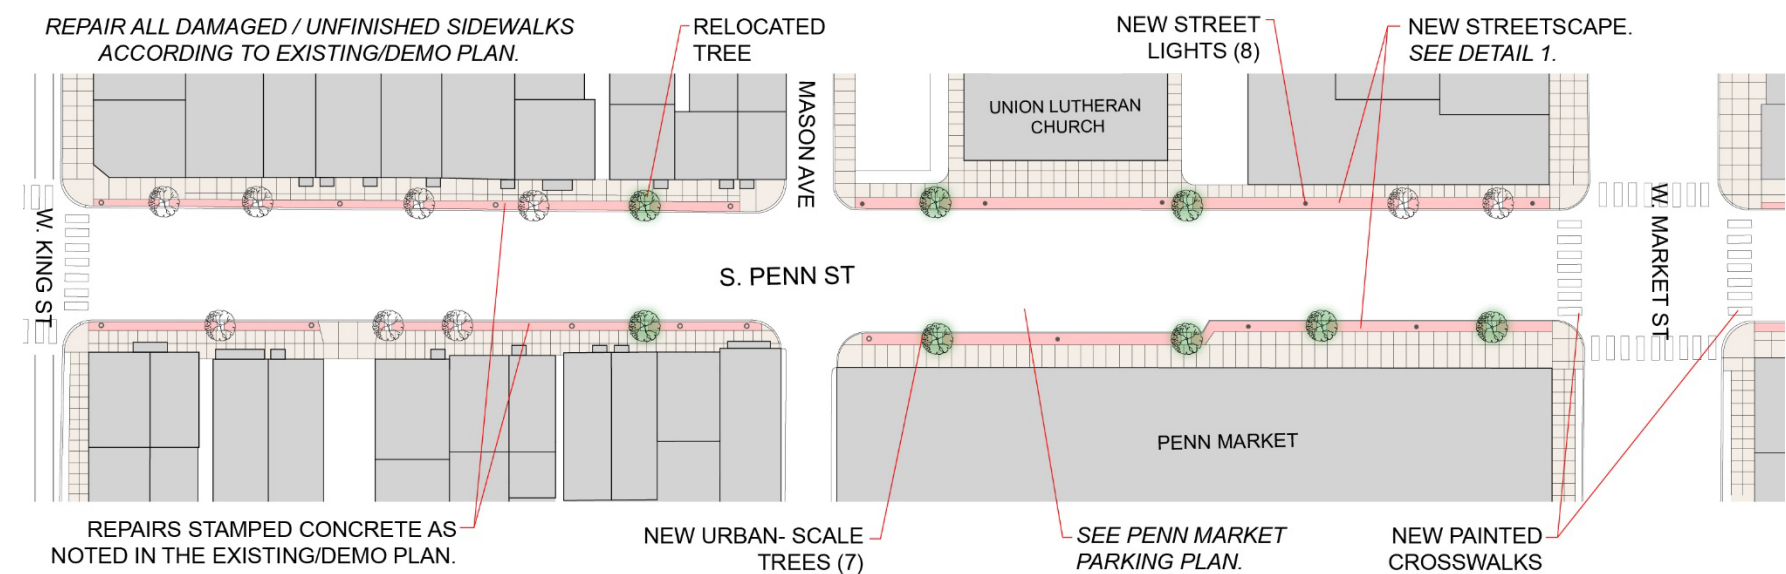 REPAIR ALL DAMAGED / UNFINISHED SIDEWALKS
ACCORDING TO EXISTING/DEMO PLAN.
RELOCATED
TREE
NEW STREET
LIGHTS (8)
NEW STREETSCAPE.
SEE DETAIL 1.
MASON AVE
UNION LUTHERAN
CHURCH
W. KING ST
S. PENN ST
W. MARKET ST
PENN MARKET
REPAIRS STAMPED CONCRETE AS
NOTED IN THE EXISTING/DEMO PLAN.
NEW URBAN- SCALE
TREES (7)
SEE PENN MARKET
PARKING PLAN.
NEW PAINTED
CROSSWALKS